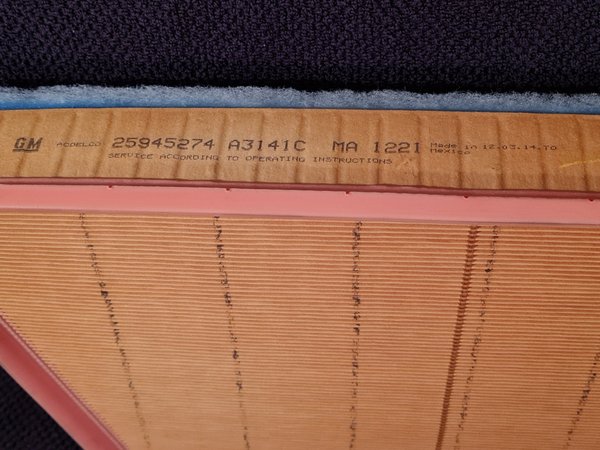 GM ACDELCO 25945274 A3141C MA 1221 Made in 12.03.14.TO
Mexico
SERVICE ACCORDING TO OPERATING INSTRUCTIONS